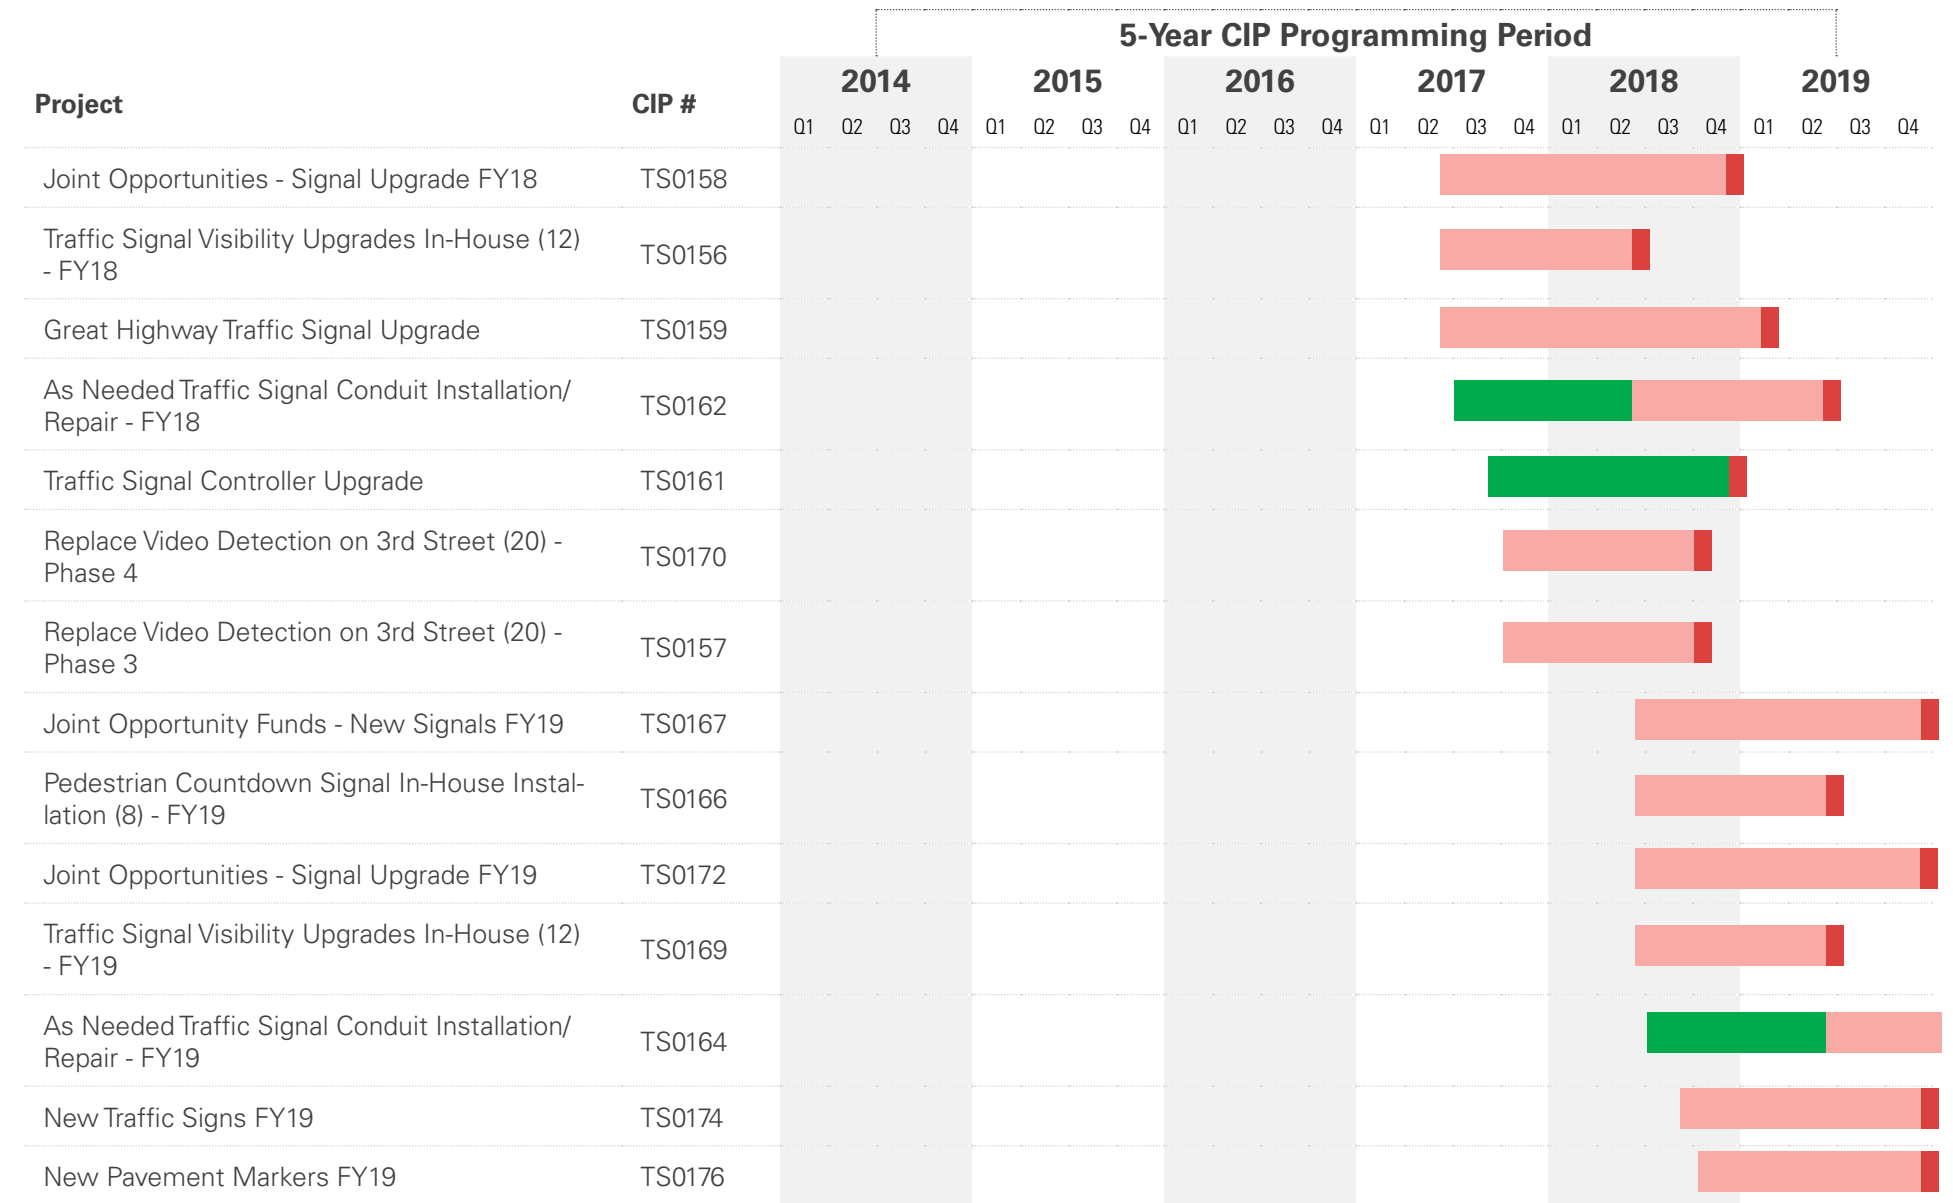 5-Year CIP Programming Period
2014 2015 2016 2017 2018 2019
Project CIP #
Q1 Q2 Q3 Q4 Q1 Q2 Q3 Q4 Q1 Q2 Q3 Q4 Q1 Q2 Q3 Q4 Q1 Q2 Q3 Q4 Q1 Q2 Q3 Q4
Joint Opportunities - Signal Upgrade FY18 TS0158
Traffic Signal Visibility Upgrades In-House (12)
- FY18
TS0156
Great Highway Traffic Signal Upgrade TS0159
As Needed Traffic Signal Conduit Installation/
Repair - FY18
TS0162
Traffic Signal Controller Upgrade TS0161
Replace Video Detection on 3rd Street (20) -
Phase 4
TS0170
Replace Video Detection on 3rd Street (20) -
Phase 3
TS0157
Joint Opportunity Funds - New Signals FY19 TS0167
Pedestrian Countdown Signal In-House Instal-
lation (8) - FY19
TS0166
Joint Opportunities - Signal Upgrade FY19 TS0172
Traffic Signal Visibility Upgrades In-House (12)
- FY19
TS0169
As Needed Traffic Signal Conduit Installation/
Repair - FY19
TS0164
New Traffic Signs FY19 TS0174
New Pavement Markers FY19 TS0176